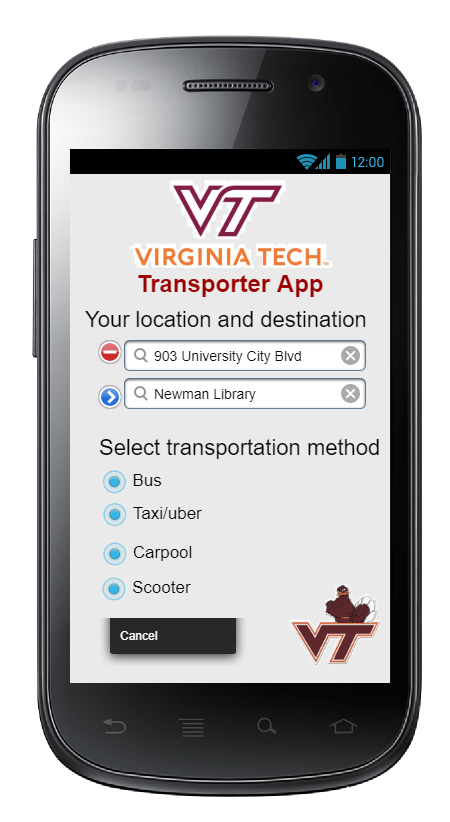 12:00
VT
VIRGINIA TECH™
Transporter App
Your location and destination
903 University City Blvd
Newman Library
Select transportation method
Bus
Taxi/uber
Carpool
Scooter
Cancel
VT